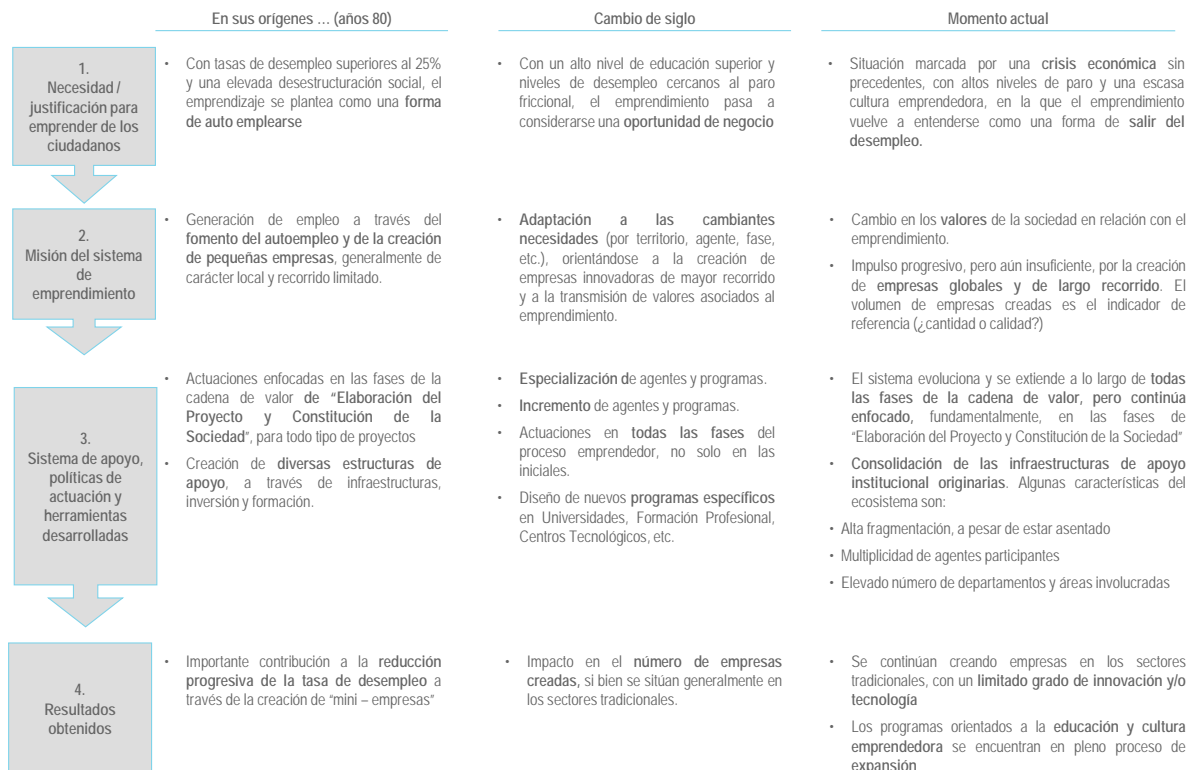 En sus orígenes ... (años 80)
Cambio de siglo
Momento actual
1.
Necesidad /
justificación para
emprender de los
ciudadanos
• Con tasas de desempleo superiores al 25%
y una elevada desestructuración social, el
emprendizaje se plantea como una forma
de auto emplearse
• Con un alto nivel de educación superior y
niveles de desempleo cercanos al paro
friccional, el emprendimiento pasa a
considerarse una oportunidad de negocio
• Situación marcada por una crisis económica sin
precedentes, con altos niveles de paro y una escasa
cultura emprendedora, en la que el emprendimiento
vuelve a entenderse como una forma de salir del
desempleo.
2.
Misión del sistema
de
emprendimiento
• Generación de empleo a través del
fomento del autoempleo y de la creación
de pequeñas empresas, generalmente de
carácter local y recorrido limitado.
• Adaptación a las cambiantes
necesidades (por territorio, agente, fase,
etc.), orientándose a la creación de
empresas innovadoras de mayor recorrido
y a la transmisión de valores asociados al
emprendimiento.
• Cambio en los valores de la sociedad en relación con el
emprendimiento.
• Impulso progresivo, pero aún insuficiente, por la creación
de empresas globales y de largo recorrido. El
volumen de empresas creadas es el indicador de
referencia (¿cantidad o calidad?)
3.
Sistema de apoyo,
políticas de
actuación y
herramientas
desarrolladas
• Actuaciones enfocadas en las fases de la
cadena de valor de "Elaboración del
Proyecto y Constitución de la
Sociedad", para todo tipo de proyectos
• Creación de diversas estructuras de
apoyo, a través de infraestructuras,
inversión y formación.
• Especialización de agentes y programas.
• Incremento de agentes y programas.
• Actuaciones en todas las fases del
proceso emprendedor, no solo en las
iniciales.
• Diseño de nuevos programas específicos
en Universidades, Formación Profesional,
Centros Tecnológicos, etc.
• El sistema evoluciona y se extiende a lo largo de todas
las fases de la cadena de valor, pero continúa
enfocado, fundamentalmente, en las fases de
"Elaboración del Proyecto y Constitución de la Sociedad"
• Consolidación de las infraestructuras de apoyo
institucional originarias. Algunas características del
ecosistema son:
• Alta fragmentación, a pesar de estar asentado
• Multiplicidad de agentes participantes
• Elevado número de departamentos y áreas involucradas
4.
Resultados
obtenidos
• Importante contribución a la reducción
progresiva de la tasa de desempleo a
través de la creación de "mini – empresas"
• Impacto en el número de empresas
creadas, si bien se sitúan generalmente en
los sectores tradicionales.
• Se continúan creando empresas en los sectores
tradicionales, con un limitado grado de innovación y/o
tecnología
• Los programas orientados a la educación y cultura
emprendedora se encuentran en pleno proceso de
expansión